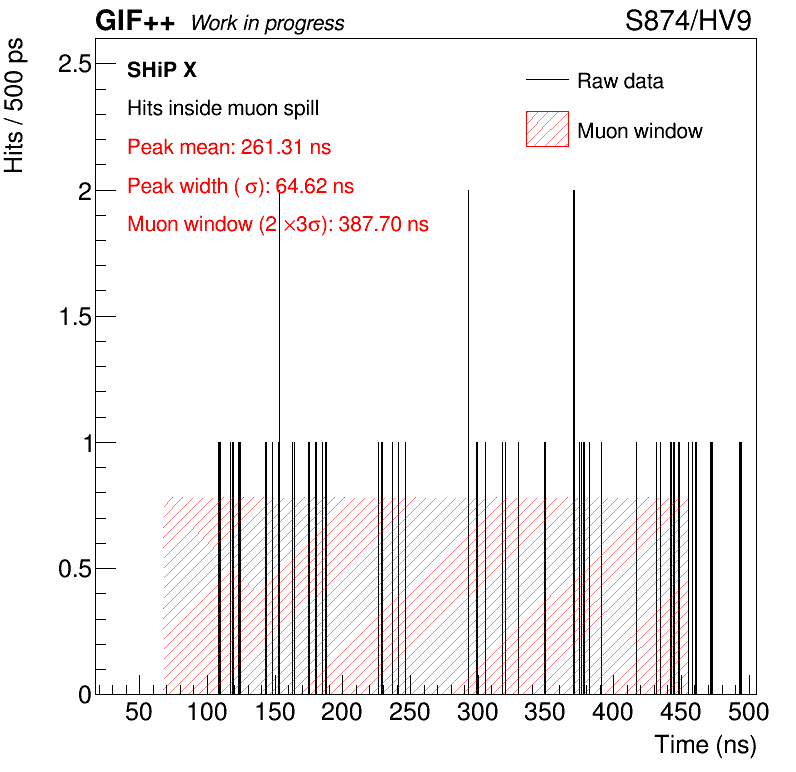 GIF++ Work in progress S874/HV9
Hits / 500 ps
SHiP X
Hits inside muon spill
Peak mean: 261.31 ns
Peak width ( σ): 64.62 ns
Muon window (2 ×3σ): 387.70 ns
Raw data
Muon window
2.5
2
1.5
1
0.5
0
50 100 150 200 250 300 350 400 450 500
Time (ns)